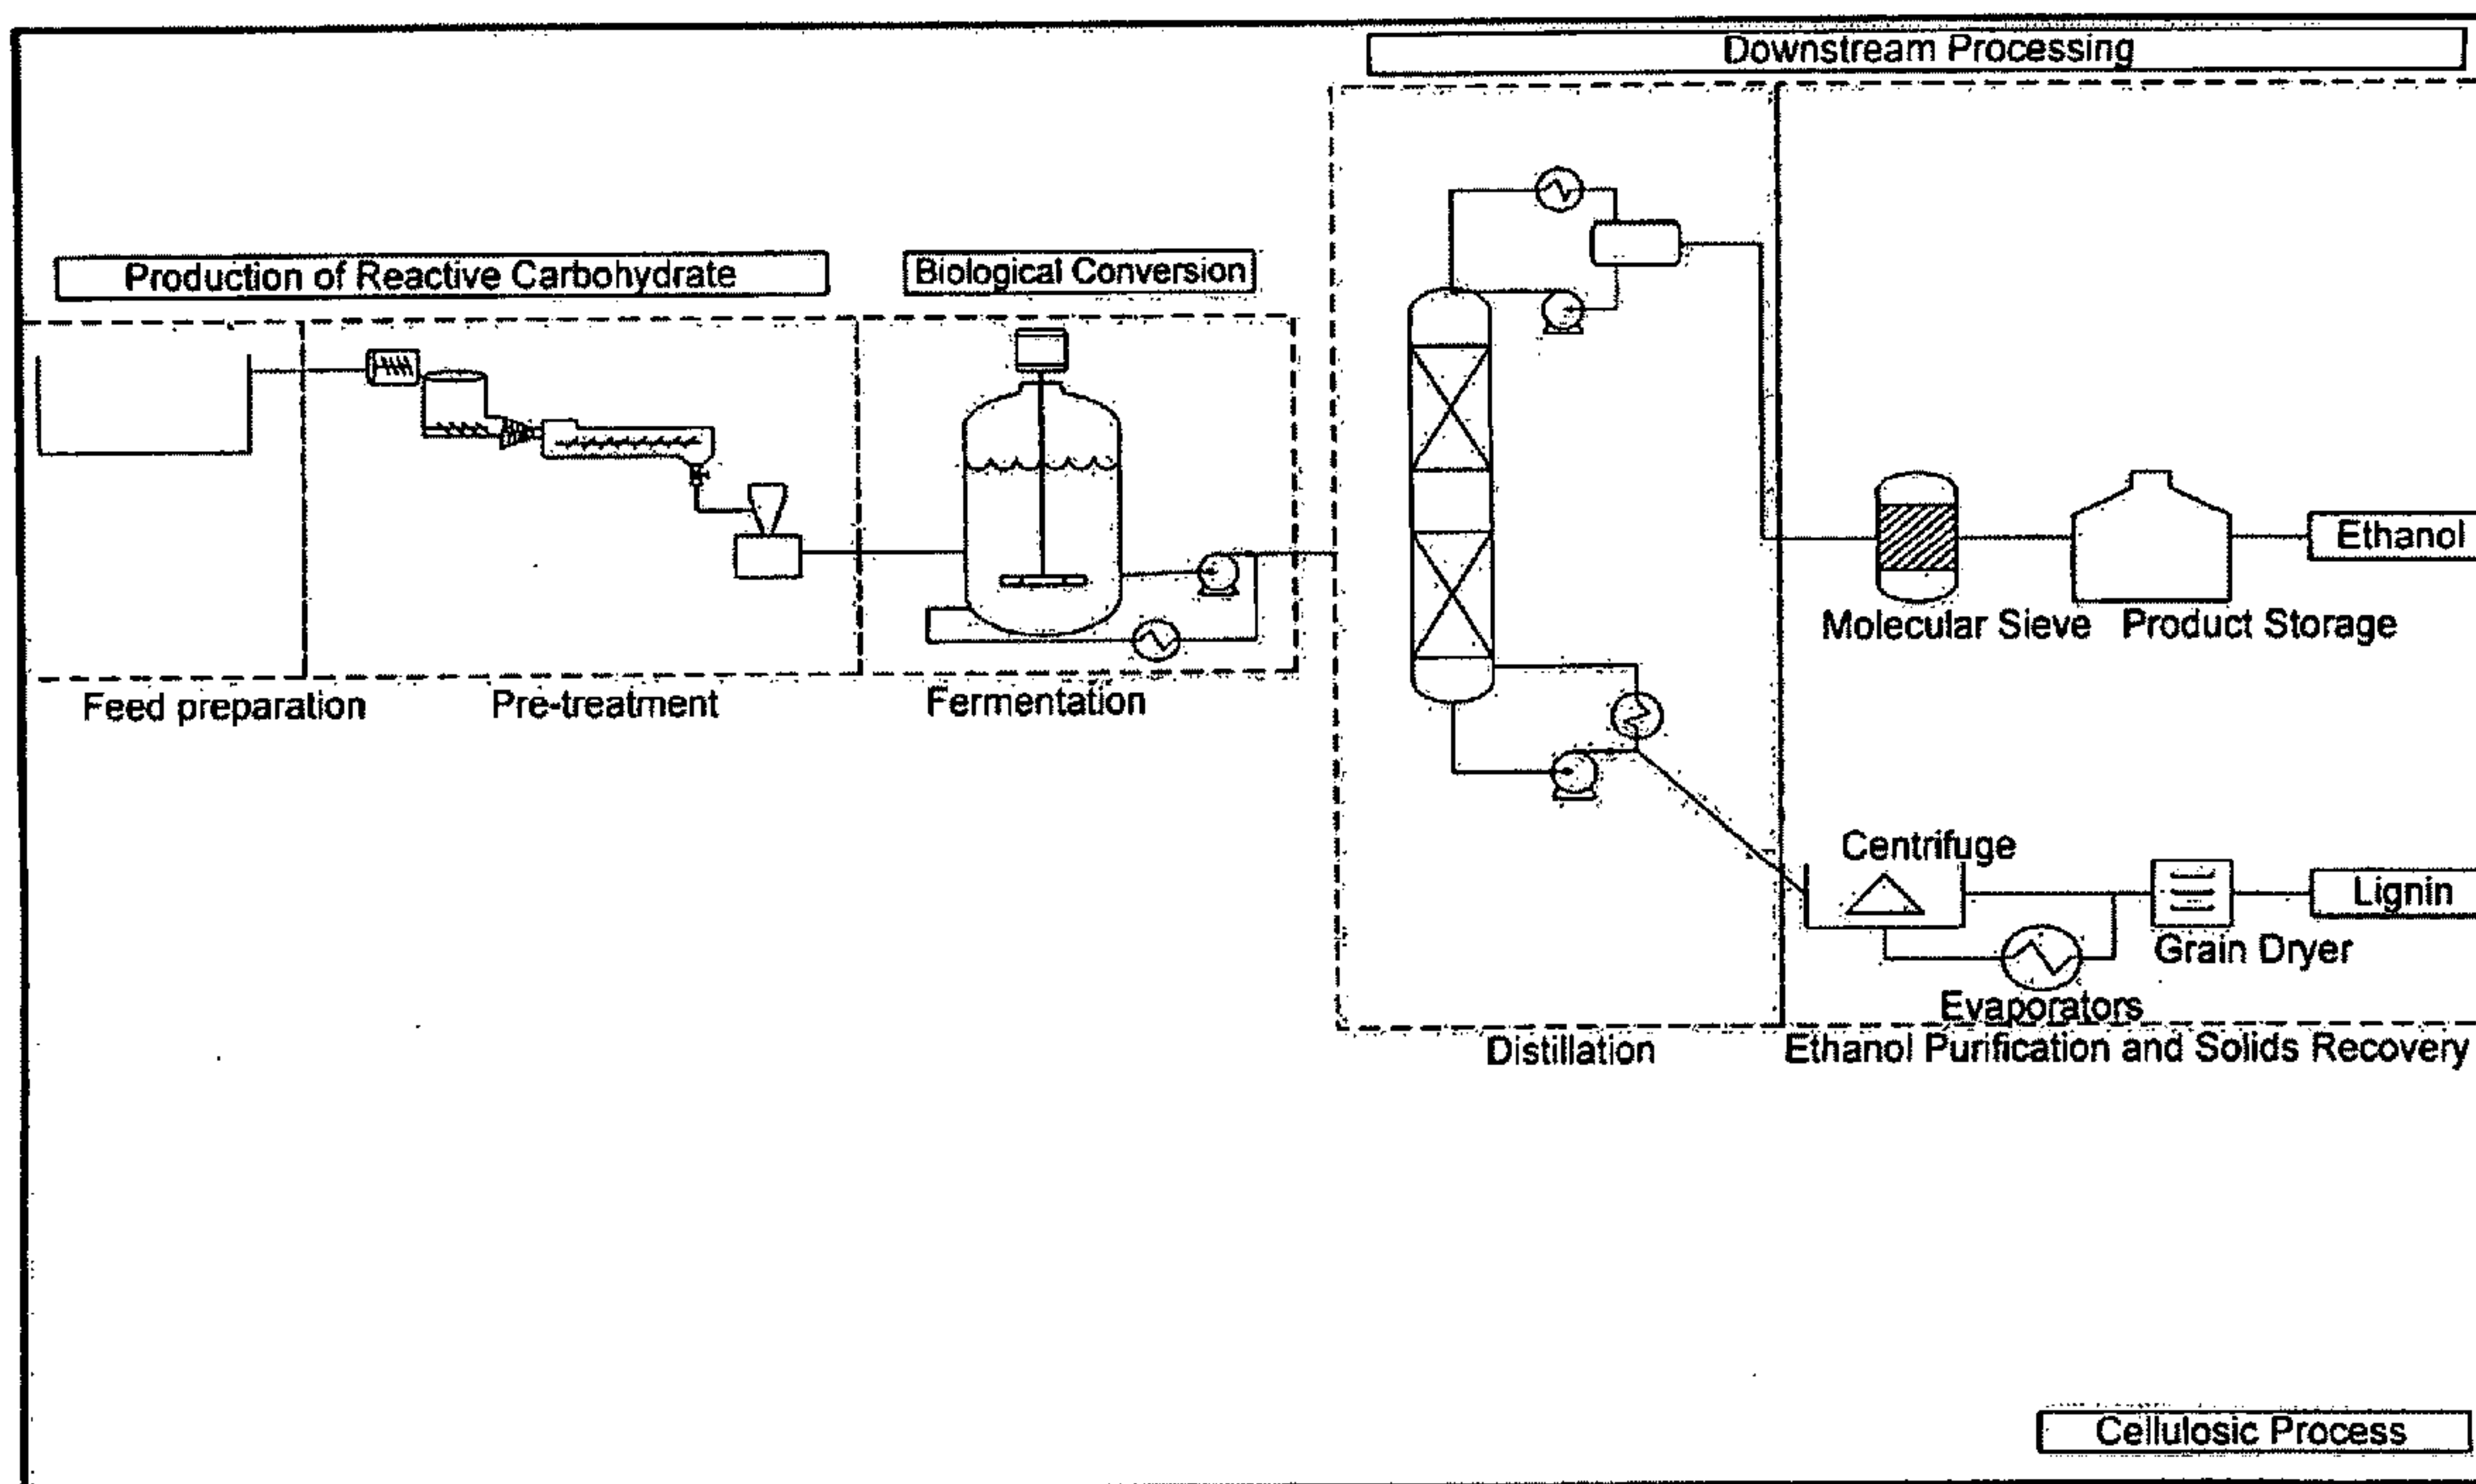 Downstream Processing
Production of Reactive Carbohydrate
Biological Conversion
Ethanol
Molecular Sieve
Product Storage
Feed preparation
Pre-treatment
Fermentation
Centrifuge
Lignin
Grain Dryer
Evaporators
Distillation
Ethanol Purification and Solids Recovery
Cellulosic Process